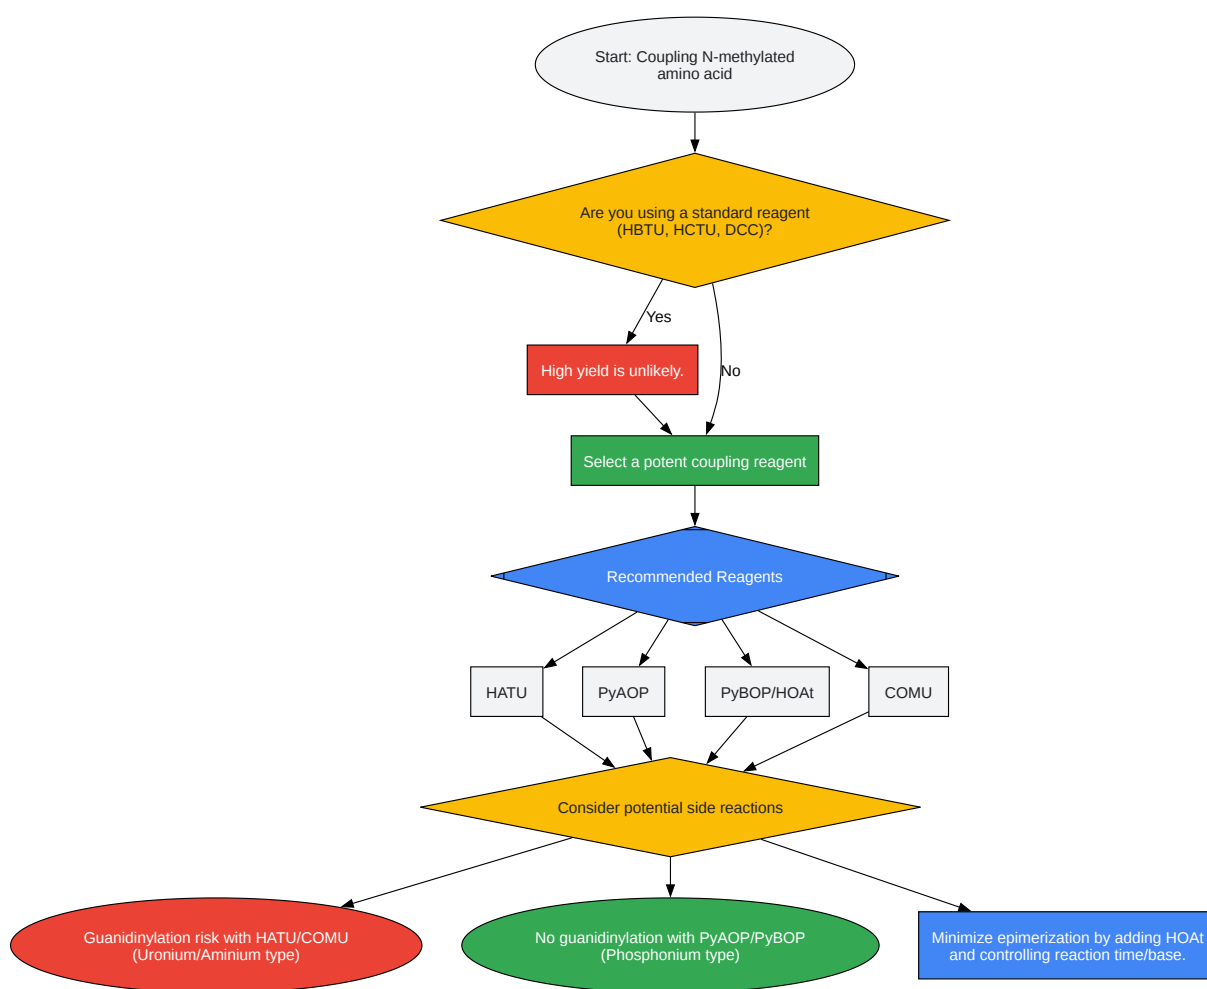 Start: Coupling N-methylated
amino acid
Are you using a standard reagent
(HBTU, HCTU, DCC)?
Yes
High yield is unlikely.
No
Select a potent coupling reagent
Recommended Reagents
HATU
PyAOP
PyBOP/HOAt
COMU
Consider potential side reactions
Guanidinylation risk with HATU/COMU
(Uronium/Aminium type)
No guanidinylation with PyAOP/PyBOP
(Phosphonium type)
Minimize epimerization by adding HOAt
and controlling reaction time/base.